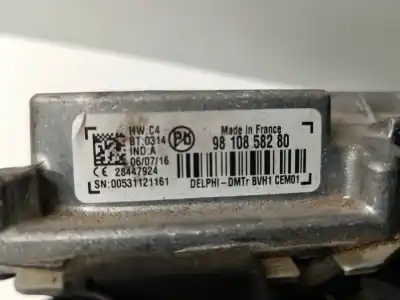 HW:C4
BT:0314
IND:A
06/07/16
CE 28447924
SN:00531121161
Made in France
98 108 582 80
DELPHI - DMTr BVH1 CEM01